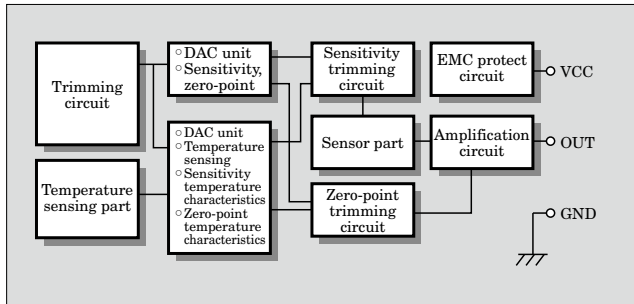 Trimming
circuit
○ DAC unit
○ Sensitivity,
zero-point
Sensitivity
trimming
circuit
EMC protect
circuit
VCC
Temperature
sensing part
○ DAC unit
○ Temperature
sensing
○ Sensitivity
temperature
characteristics
○ Zero-point
temperature
characteristics
Sensor part
Amplification
circuit
OUT
Zero-point
trimming
circuit
GND